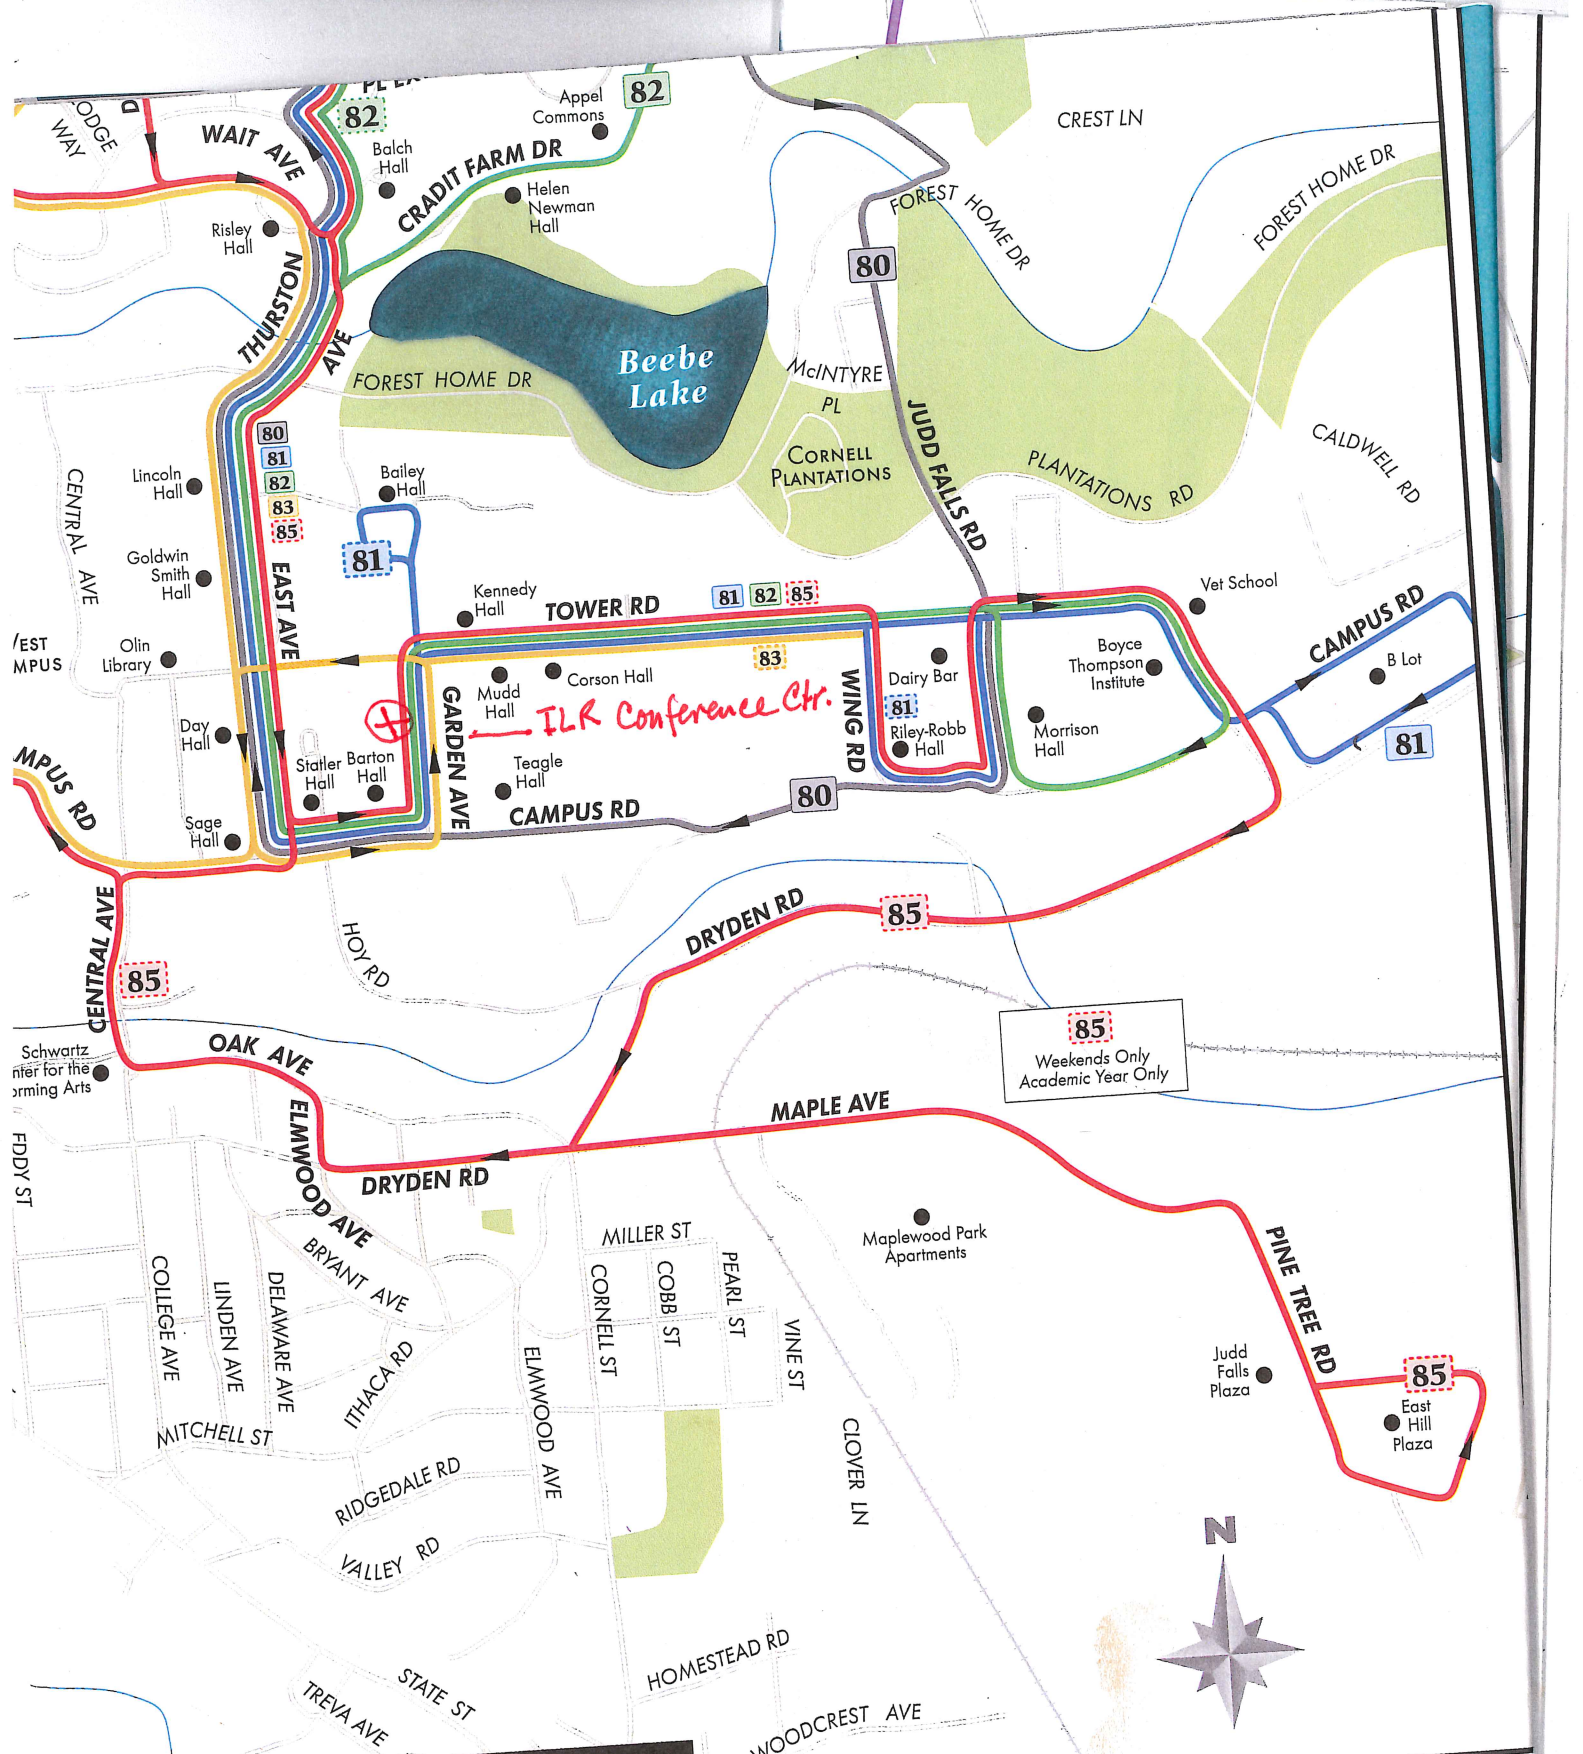 82
82
Appel
Commons
CREST LN
WAY
WAIT AVE
Balch
Hall
CRADIT FARM DR
Helen
Newman
Hall
FOREST HOME DR
FOREST HOME DR
Risley
Hall
80
THURSTON
AVE
Beebe
Lake
FOREST HOME DR
McINTYRE
PL
JUDD FALLS RD
CORNELL
PLANTATIONS
PLANTATIONS RD
CALDWELL RD
80
81
82
83
85
Lincoln
Hall
Bailey
Hall
CENTRAL AVE
81
Goldwin
Smith
Hall
EAST AVE
Kennedy
Hall
TOWER RD
81
82
85
Vet School
CAMPUS RD
Olin
Library
83
Mudd
Hall
Corson Hall
Dairy Bar
81
Riley-Robb
Hall
WING RD
Boyce
Thompson
Institute
B Lot
ILR Conference Ctr.
GARDEN AVE
Day
Hall
Morrison
Hall
81
Statler
Hall
Barton
Hall
Teagle
Hall
80
CAMPUS RD
MPUS RD
Sage
Hall
CENTRAL AVE
HOY RD
DRYDEN RD
85
85
85
Weekends Only
Academic Year Only
Schwartz
nter for the
orming Arts
OAK AVE
ELMWOOD AVE
MAPLE AVE
DRYDEN RD
EDDY ST
Maplewood Park
Apartments
MILLER ST
BRYANT AVE
COLLEGE AVE
LINDEN AVE
DELAWARE AVE
CORNELL ST
COBB ST
PEARL ST
VINE ST
PINE TREE RD
ITHACA RD
ELMWOOD AVE
Judd
Falls
Plaza
85
East
Hill
Plaza
MITCHELL ST
CLOVER LN
RIDGEDALE RD
VALLEY RD
N
HOMESTEAD RD
STATE ST
TREVA AVE
WOODCREST AVE